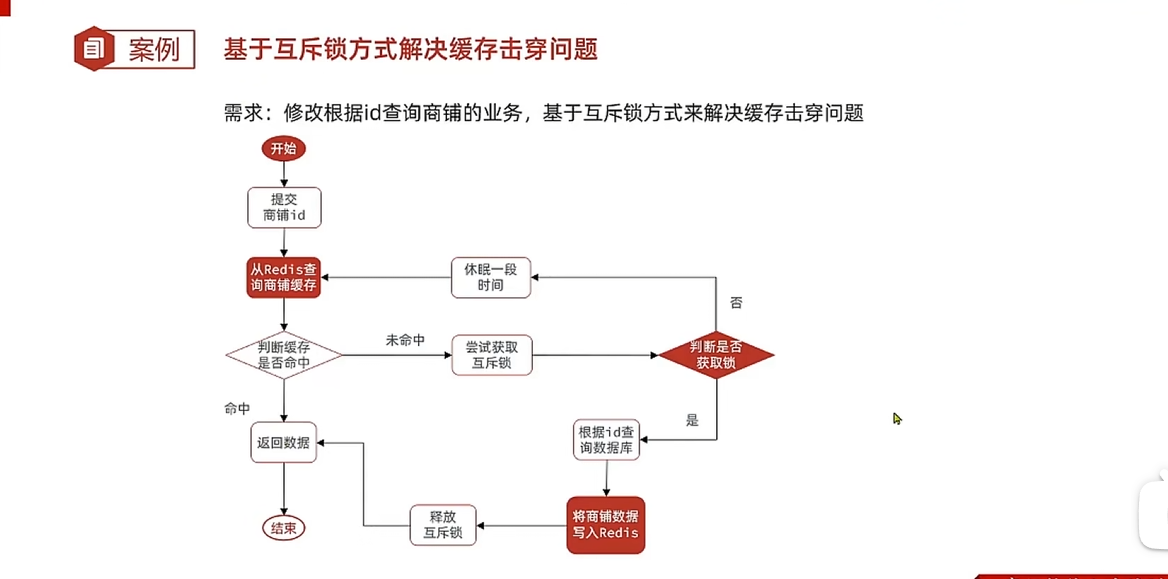 案例
基于互斥锁方式解决缓存击穿问题
需求：修改根据id查询商铺的业务，基于互斥锁方式来解决缓存击穿问题
开始
提交
商铺id
从Redis查
询商铺缓存
休眠一段
时间
否
判断缓存
是否命中
未命中
尝试获取
互斥锁
判断是否
获取锁
命中
是
返回数据
根据id查
询数据库
释放
互斥锁
将商铺数据
写入Redis
结束